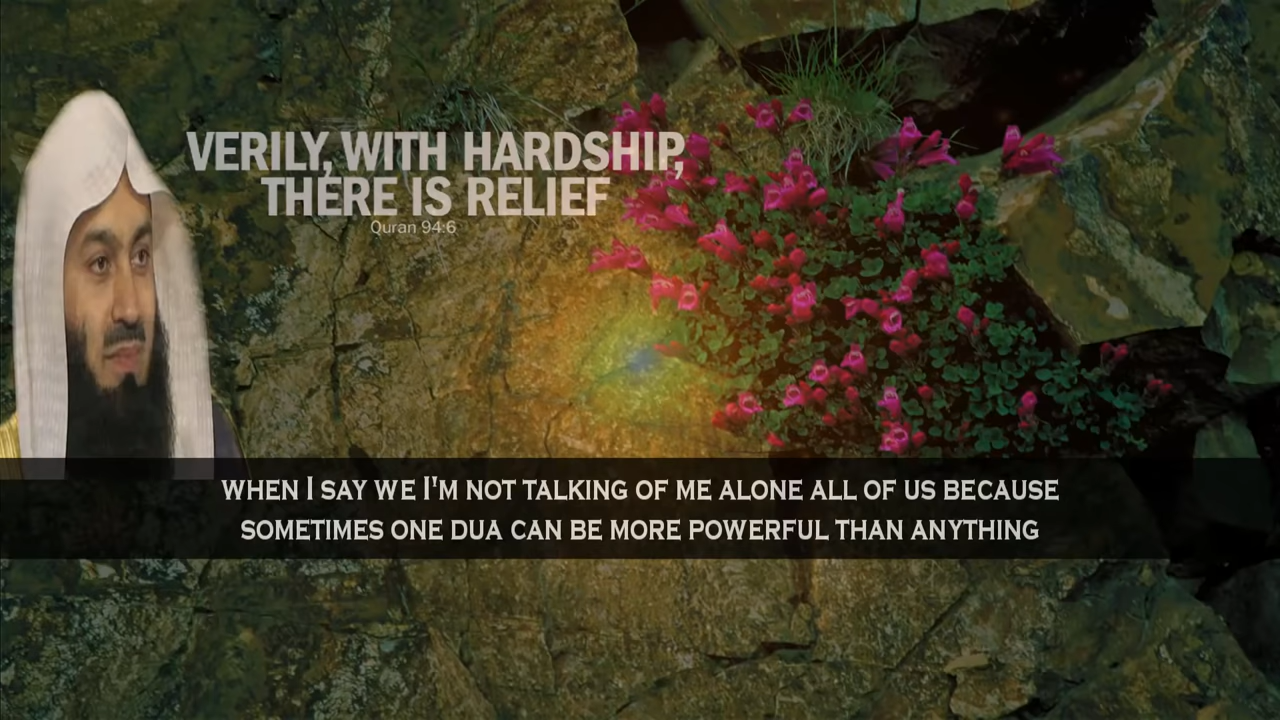 VERILY, WITH HARDSHIP,
THERE IS RELIEF
Quran 94:6
WHEN I SAY WE I'M NOT TALKING OF ME ALONE ALL OF US BECAUSE
SOMETIMES ONE DUA CAN BE MORE POWERFUL THAN ANYTHING